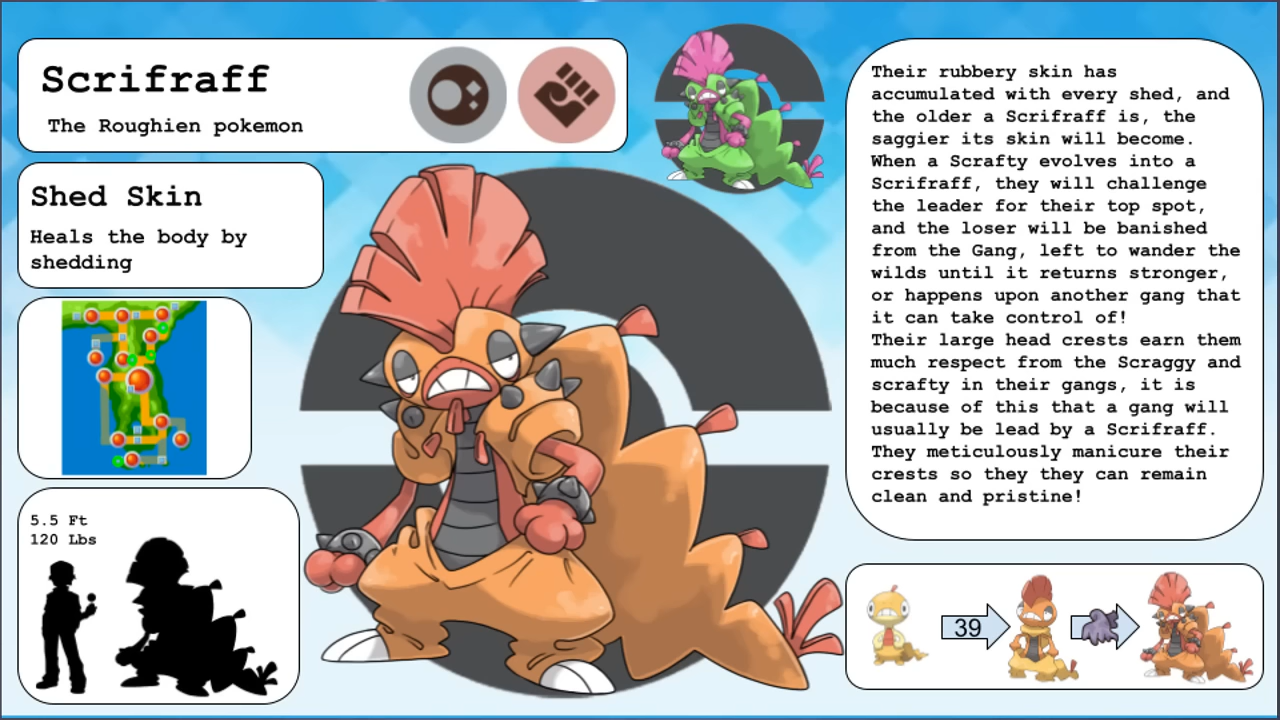 Scrifraff
The Roughien pokemon
Shed Skin
Heals the body by
shedding
5.5 Ft
120 Lbs
Their rubbery skin has
accumulated with every shed, and
the older a Scrifraff is, the
saggier its skin will become.
When a Scrafty evolves into a
Scrifraff, they will challenge
the leader for their top spot,
and the loser will be banished
from the Gang, left to wander the
wilds until it returns stronger,
or happens upon another gang that
it can take control of!
Their large head crests earn them
much respect from the Scraggy and
scrafty in their gangs, it is
because of this that a gang will
usually be lead by a Scrifraff.
They meticulously manicure their
crests so they they can remain
clean and pristine!
39